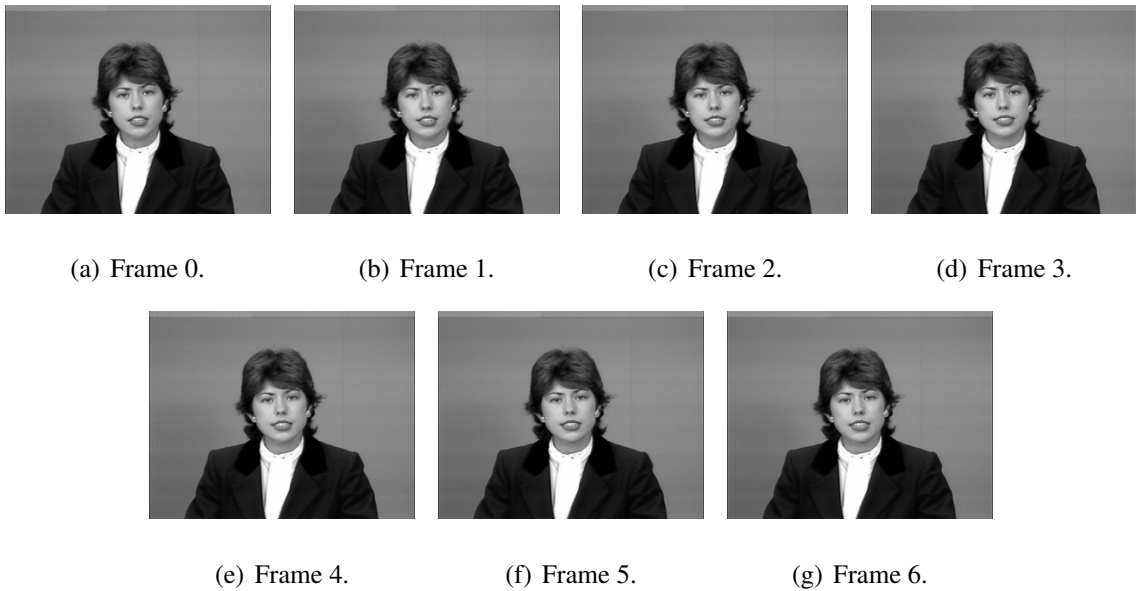 (a) Frame 0.
(b) Frame 1.
(c) Frame 2.
(d) Frame 3.
(e) Frame 4.
(f) Frame 5.
(g) Frame 6.